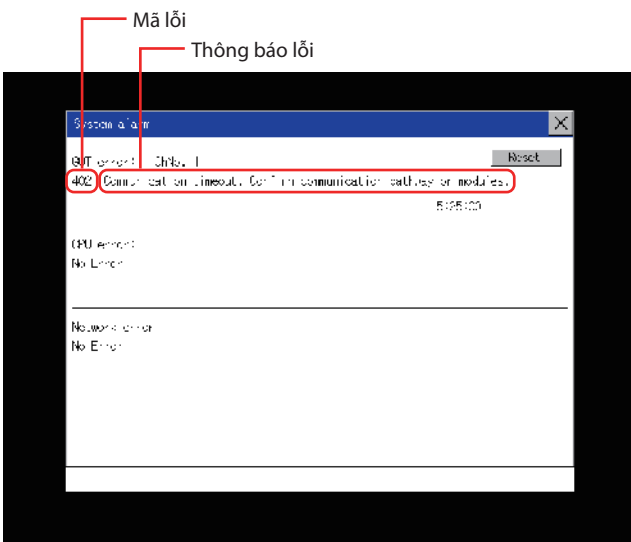 Mã lỗi
Thông báo lỗi
System alarm
GOT error: ChNo. 1
Reset
402 Communication timeout. Confirm communication pathway or modules.
5:25:00
CPU error:
No Error
Network error
No Error